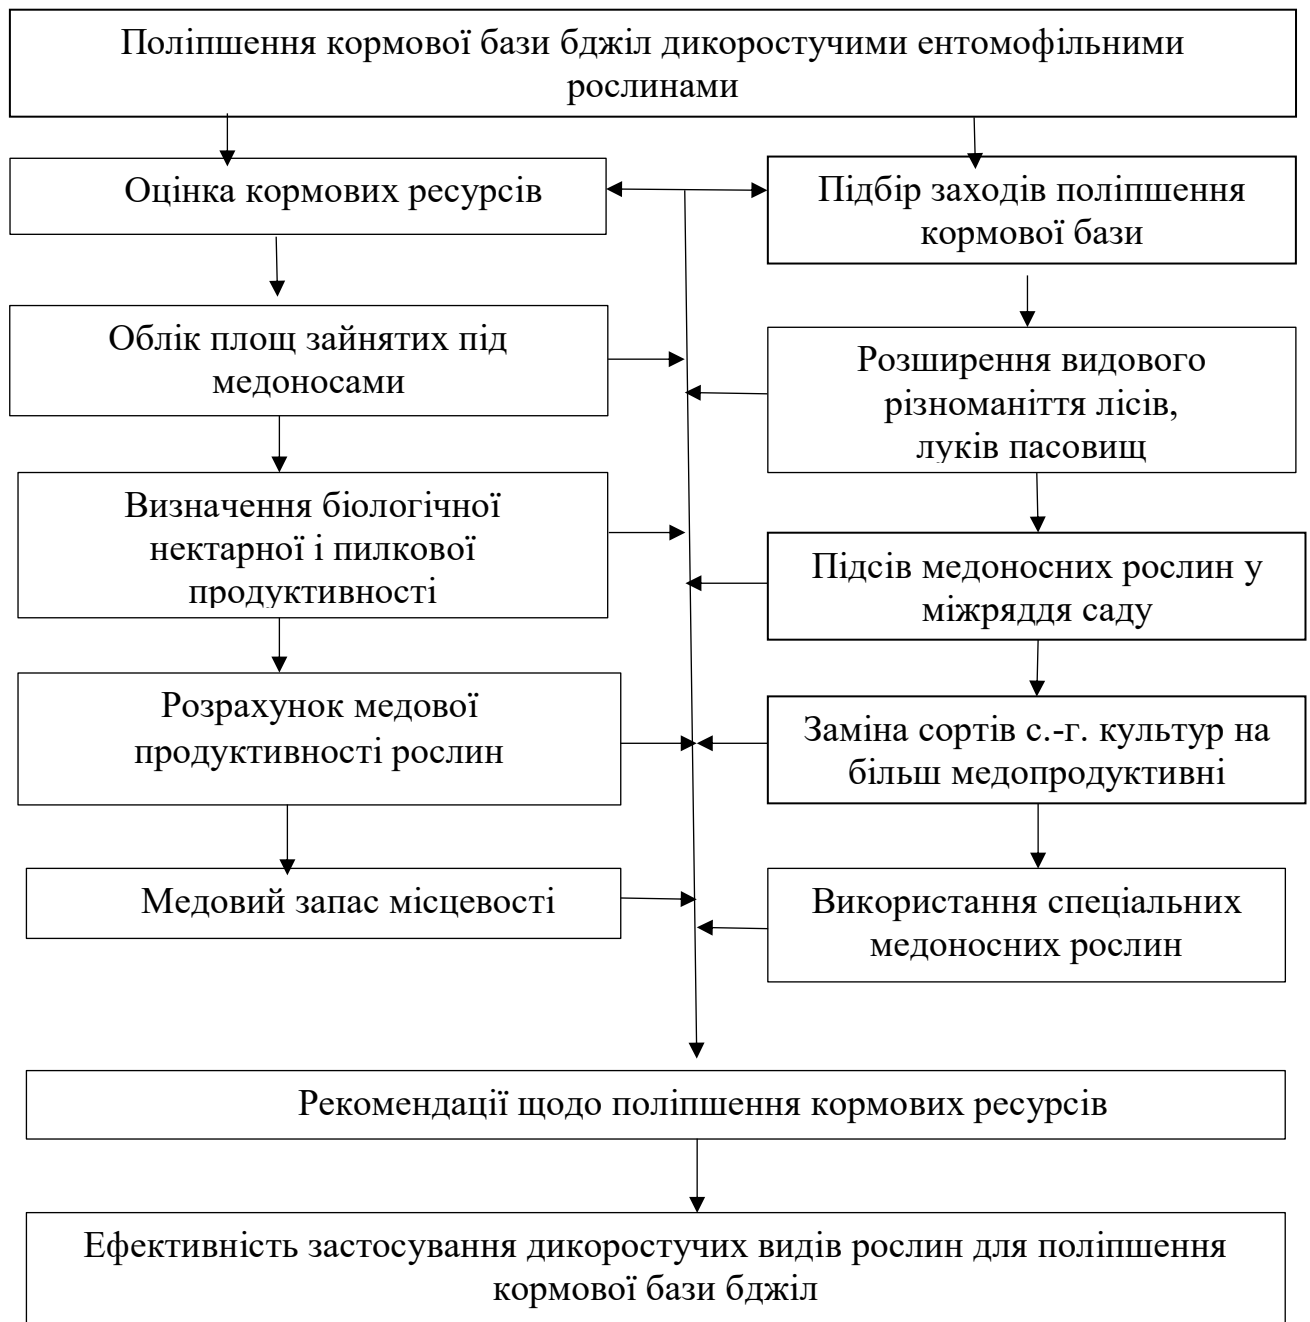 Поліпшення кормової бази бджіл дикоростучими ентомофільними
рослинами
Оцінка кормових ресурсів
Підбір заходів поліпшення
кормової бази
Облік площ зайнятих під
медоносами
Розширення видового
різноманіття лісів,
луків пасовищ
Визначення біологічної
нектарної і пилкової
продуктивності
Підсів медоносних рослин у
міжряддя саду
Розрахунок медової
продуктивності рослин
Заміна сортів с.-г. культур на
більш медопродуктивні
Медовий запас місцевості
Використання спеціальних
медоносних рослин
Рекомендації щодо поліпшення кормових ресурсів
Ефективність застосування дикоростучих видів рослин для поліпшення
кормової бази бджіл